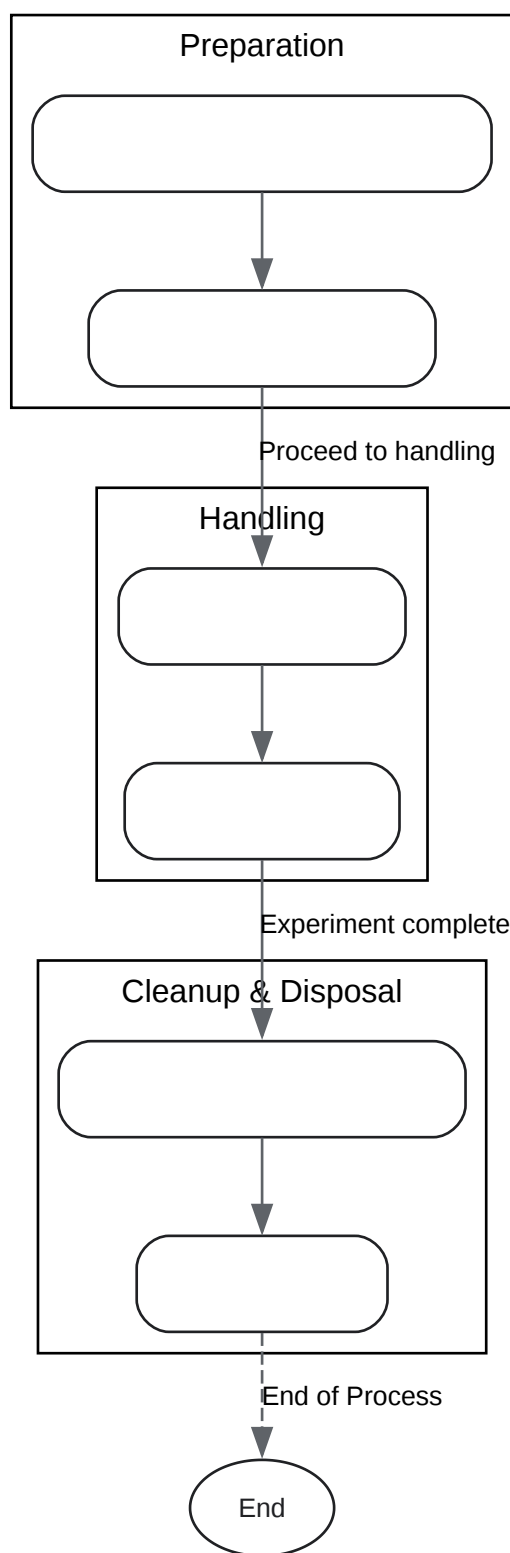 Preparation
Proceed to handling
Handling
Experiment complete
Cleanup & Disposal
End of Process
End